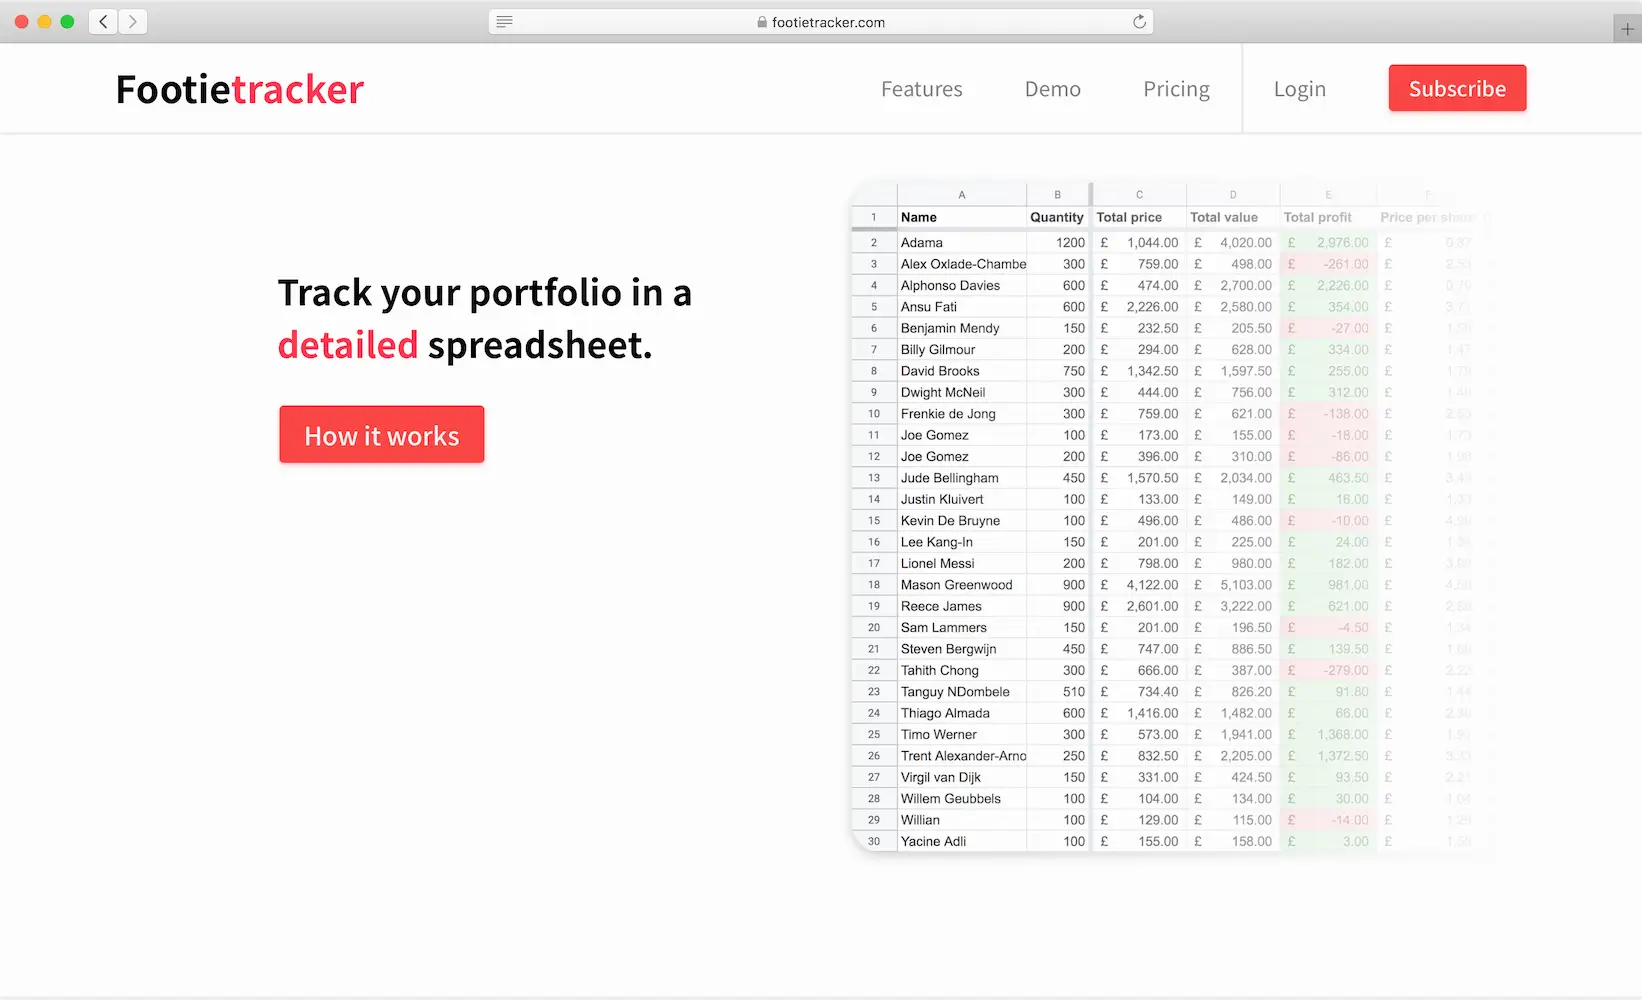 footietracker.com
Footietracker
Features Demo Pricing Login Subscribe
Track your portfolio in a
detailed spreadsheet.
How it works
A B C D E F
1 Name Quantity Total price Total value Total profit Price per share
2 Adama 1200 £ 1,044.00 £ 4,020.00 £ 2,976.00 £ 0.87
3 Alex Oxlade-Chambe 300 £ 759.00 £ 498.00 £ -261.00 £ 2.53
4 Alphonso Davies 600 £ 474.00 £ 2,700.00 £ 2,226.00 £ 0.79
5 Ansu Fati 600 £ 2,226.00 £ 2,580.00 £ 354.00 £ 3.71
6 Benjamin Mendy 150 £ 232.50 £ 205.50 £ -27.00 £
7 Billy Gilmour 200 £ 294.00 £ 628.00 £ 334.00 £ 1.47
8 David Brooks 750 £ 1,342.50 £ 1,597.50 £ 255.00 £ 1.79
9 Dwight McNeil 300 £ 444.00 £ 756.00 £ 312.00 £ 1.48
10 Frenkie de Jong 300 £ 759.00 £ 621.00 £ -138.00 £ 2.53
11 Joe Gomez 100 £ 173.00 £ 155.00 £ -18.00 £ 1.73
12 Joe Gomez 200 £ 396.00 £ 310.00 £ -86.00 £ 1.98
13 Jude Bellingham 450 £ 1,570.50 £ 2,034.00 £ 463.50 £ 3.49
14 Justin Kluivert 100 £ 133.00 £ 149.00 £ 16.00 £ 1.33
15 Kevin De Bruyne 100 £ 496.00 £ 486.00 £ -10.00 £ 4.96
16 Lee Kang-In 150 £ 201.00 £ 225.00 £ 24.00 £ 1.34
17 Lionel Messi 200 £ 798.00 £ 980.00 £ 182.00 £ 3.99
18 Mason Greenwood 900 £ 4,122.00 £ 5,103.00 £ 981.00 £ 4.58
19 Reece James 900 £ 2,601.00 £ 3,222.00 £ 621.00 £ 2.89
20 Sam Lammers 150 £ 201.00 £ 196.50 £ -4.50 £ 1.34
21 Steven Bergwijn 450 £ 747.00 £ 886.50 £ 139.50 £ 1.66
22 Tahith Chong 300 £ 666.00 £ 387.00 £ -279.00 £ 2.22
23 Tanguy NDombele 510 £ 734.40 £ 826.20 £ 91.80 £ 1.44
24 Thiago Almada 600 £ 1,416.00 £ 1,482.00 £ 66.00 £ 2.36
25 Timo Werner 300 £ 573.00 £ 1,941.00 £ 1,368.00 £ 1.91
26 Trent Alexander-Arno 250 £ 832.50 £ 2,205.00 £ 1,372.50 £ 3.33
27 Virgil van Dijk 150 £ 331.00 £ 424.50 £ 93.50 £ 2.21
28 Willem Geubbels 100 £ 104.00 £ 134.00 £ 30.00 £ 1.04
29 Willian 100 £ 129.00 £ 115.00 £ -14.00 £ 1.29
30 Yacine Adli 100 £ 155.00 £ 158.00 £ 3.00 £ 1.55